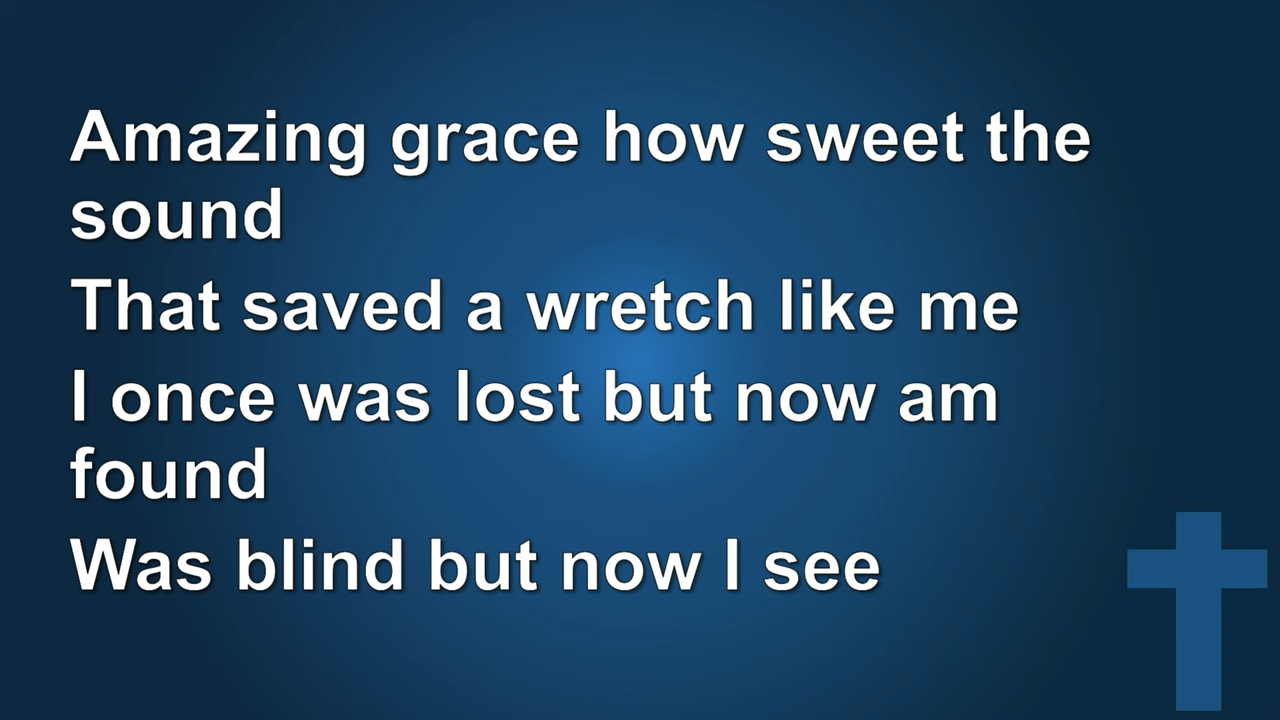 Amazing grace how sweet the
sound
That saved a wretch like me
I once was lost but now am
found
Was blind but now I see